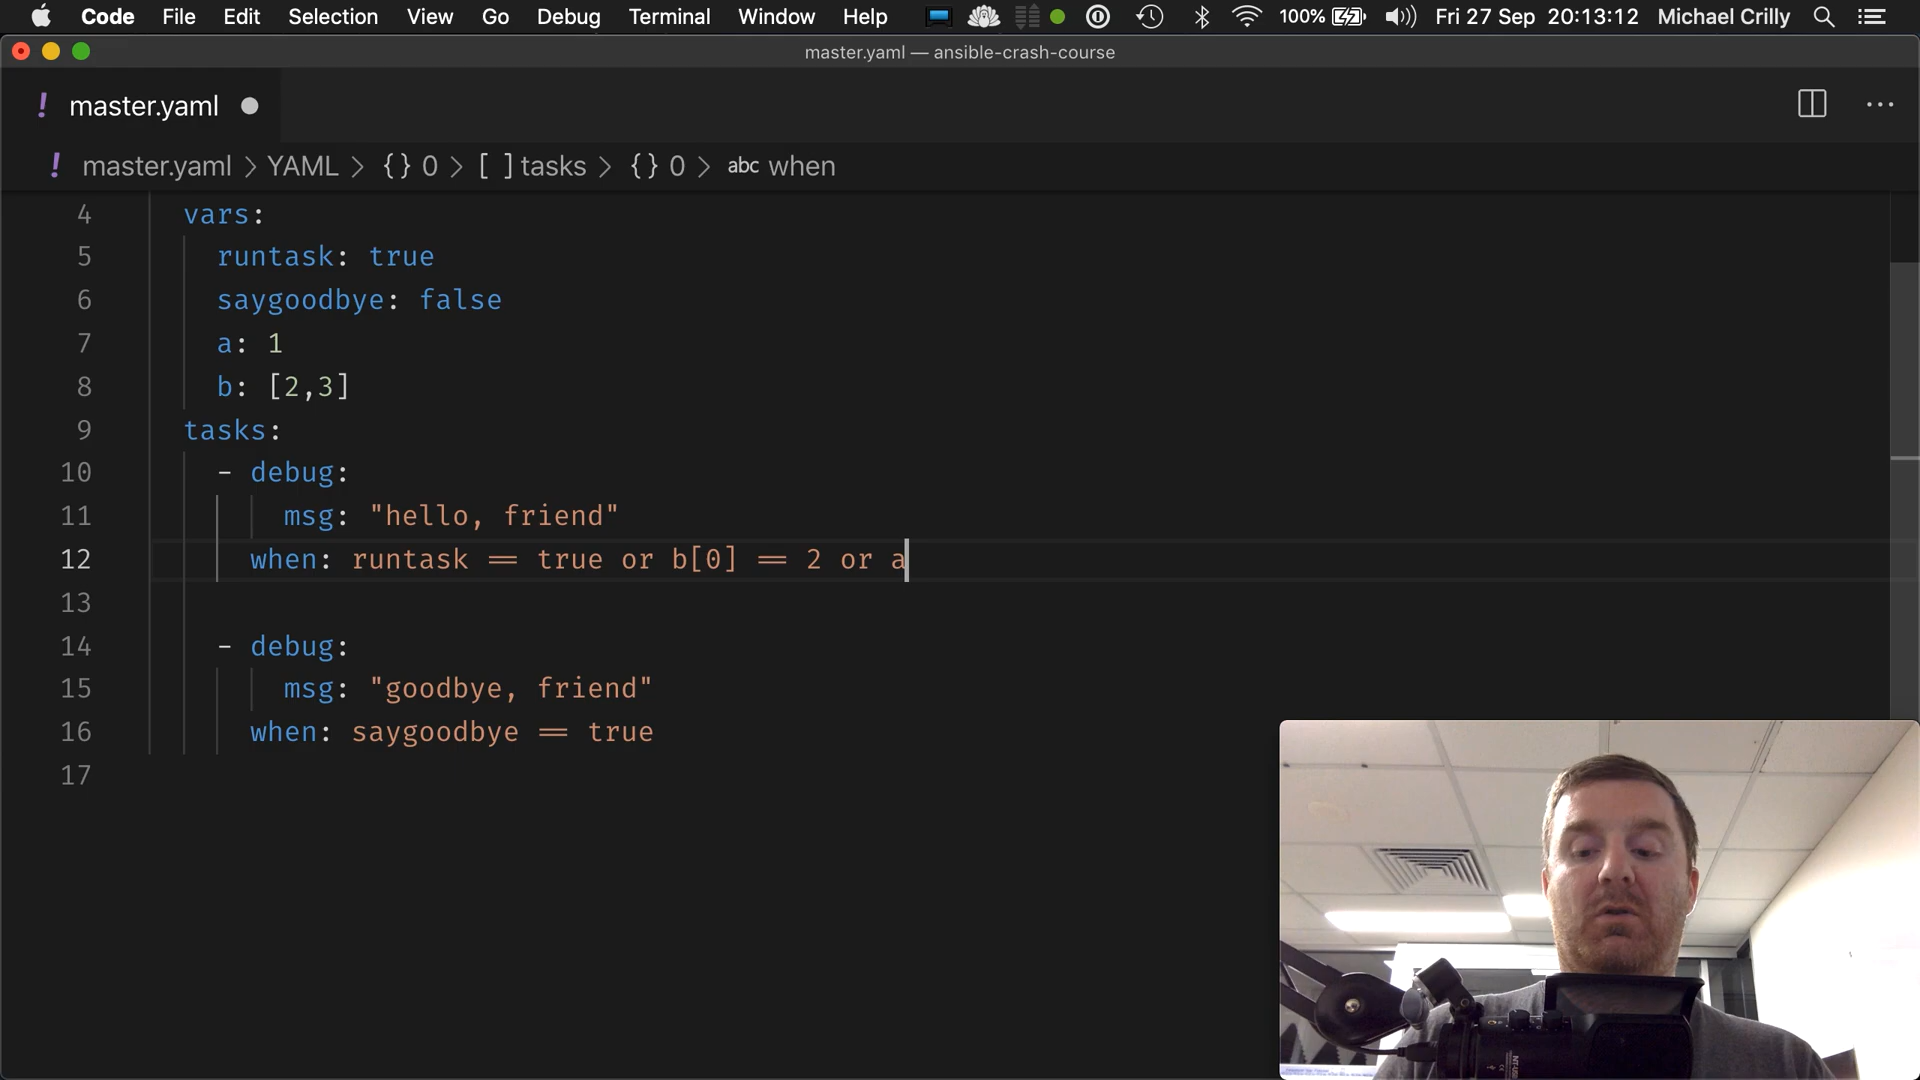 Code File Edit Selection View Go Debug Terminal Window Help 100% Fri 27 Sep 20:13:12 Michael Crilly
master.yaml — ansible-crash-course
! master.yaml
! master.yaml > YAML > {} 0 > [ ] tasks > {} 0 > abc when
4 vars:
5 runtask: true
6 saygoodbye: false
7 a: 1
8 b: [2,3]
9 tasks:
10 - debug:
11 msg: "hello, friend"
12 when: runtask == true or b[0] == 2 or a
13
14 - debug:
15 msg: "goodbye, friend"
16 when: saygoodbye == true
17